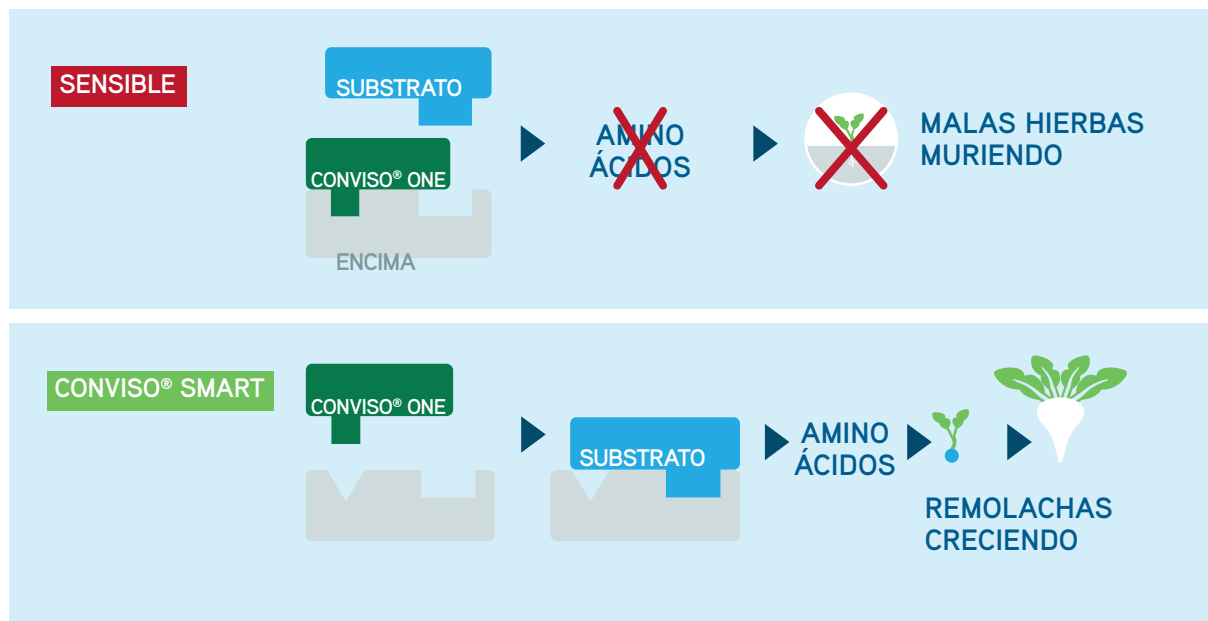 SENSIBLE
SUBSTRATO
CONVISO® ONE
ENCIMA
AMINO
ÁCIDOS
MALAS HIERBAS
MURIENDO
CONVISO® SMART
CONVISO® ONE
SUBSTRATO
AMINO
ÁCIDOS
REMOLACHAS
CRECIENDO